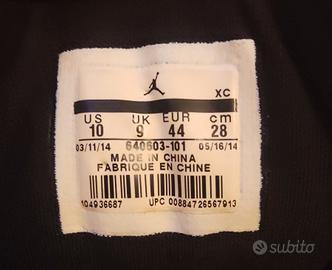 XC
US UK EUR cm
10 9 44 28
03/11/14 640603-101 05/16/14
MADE IN CHINA
FABRIQUE EN CHINE
104936687 UPC 00884726567913
subito